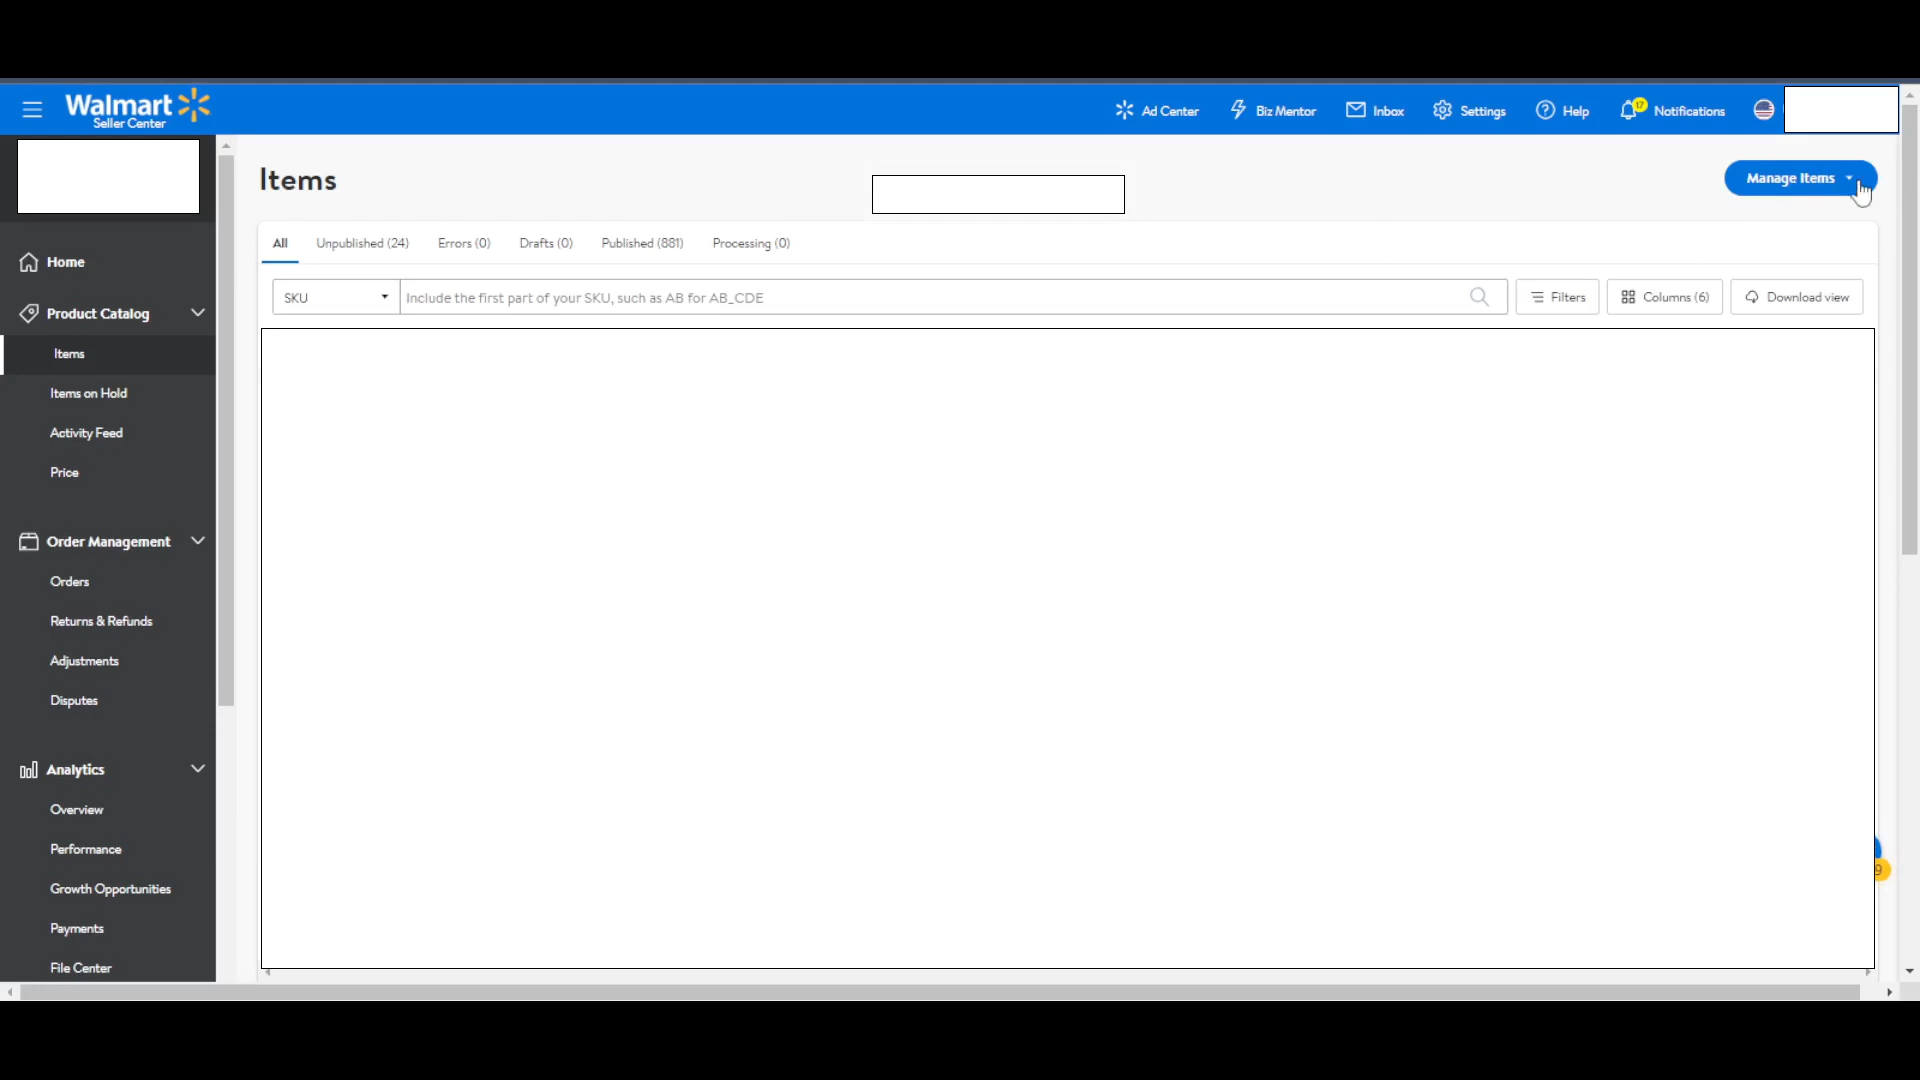 Walmart
Seller Center
Ad Center
Biz Mentor
Inbox
Settings
Help
17
Notifications
Items
Manage Items
Home
Product Catalog
Items
Items on Hold
Activity Feed
Price
Order Management
Orders
Returns & Refunds
Adjustments
Disputes
Analytics
Overview
Performance
Growth Opportunities
Payments
File Center
All
Unpublished (24)
Errors (0)
Drafts (0)
Published (881)
Processing (0)
SKU
Include the first part of your SKU, such as AB for AB_CDE
Filters
Columns (6)
Download view
9